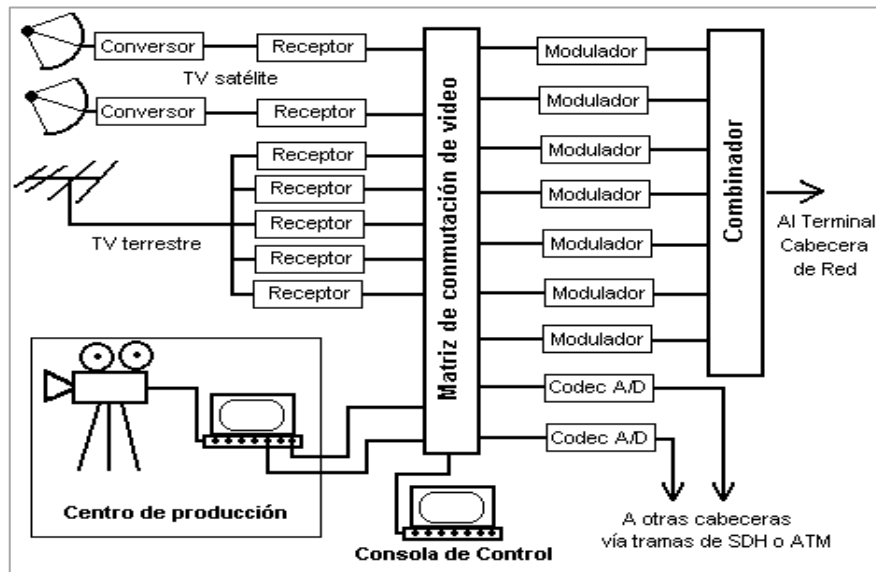 Conversor
Receptor
TV satélite
Conversor
Receptor
Receptor
Receptor
Receptor
Receptor
Receptor
TV terrestre
Matriz de conmutación de video
Modulador
Modulador
Modulador
Modulador
Modulador
Modulador
Modulador
Codec A/D
Codec A/D
Combinador
Al Terminal
Cabecera
de Red
Centro de producción
Consola de Control
A otras cabeceras
vía tramas de SDH o ATM